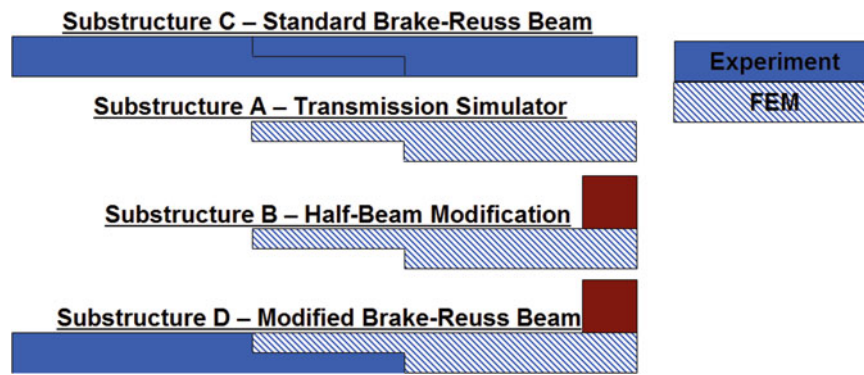 Substructure C – Standard Brake-Reuss Beam
Experiment
FEM
Substructure A – Transmission Simulator
Substructure B – Half-Beam Modification
Substructure D – Modified Brake-Reuss Beam